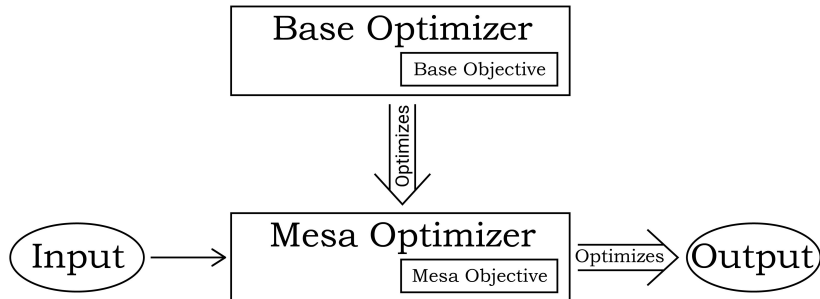 Base Optimizer
Base Objective
Optimizes
Input
Mesa Optimizer
Mesa Objective
Optimizes
Output